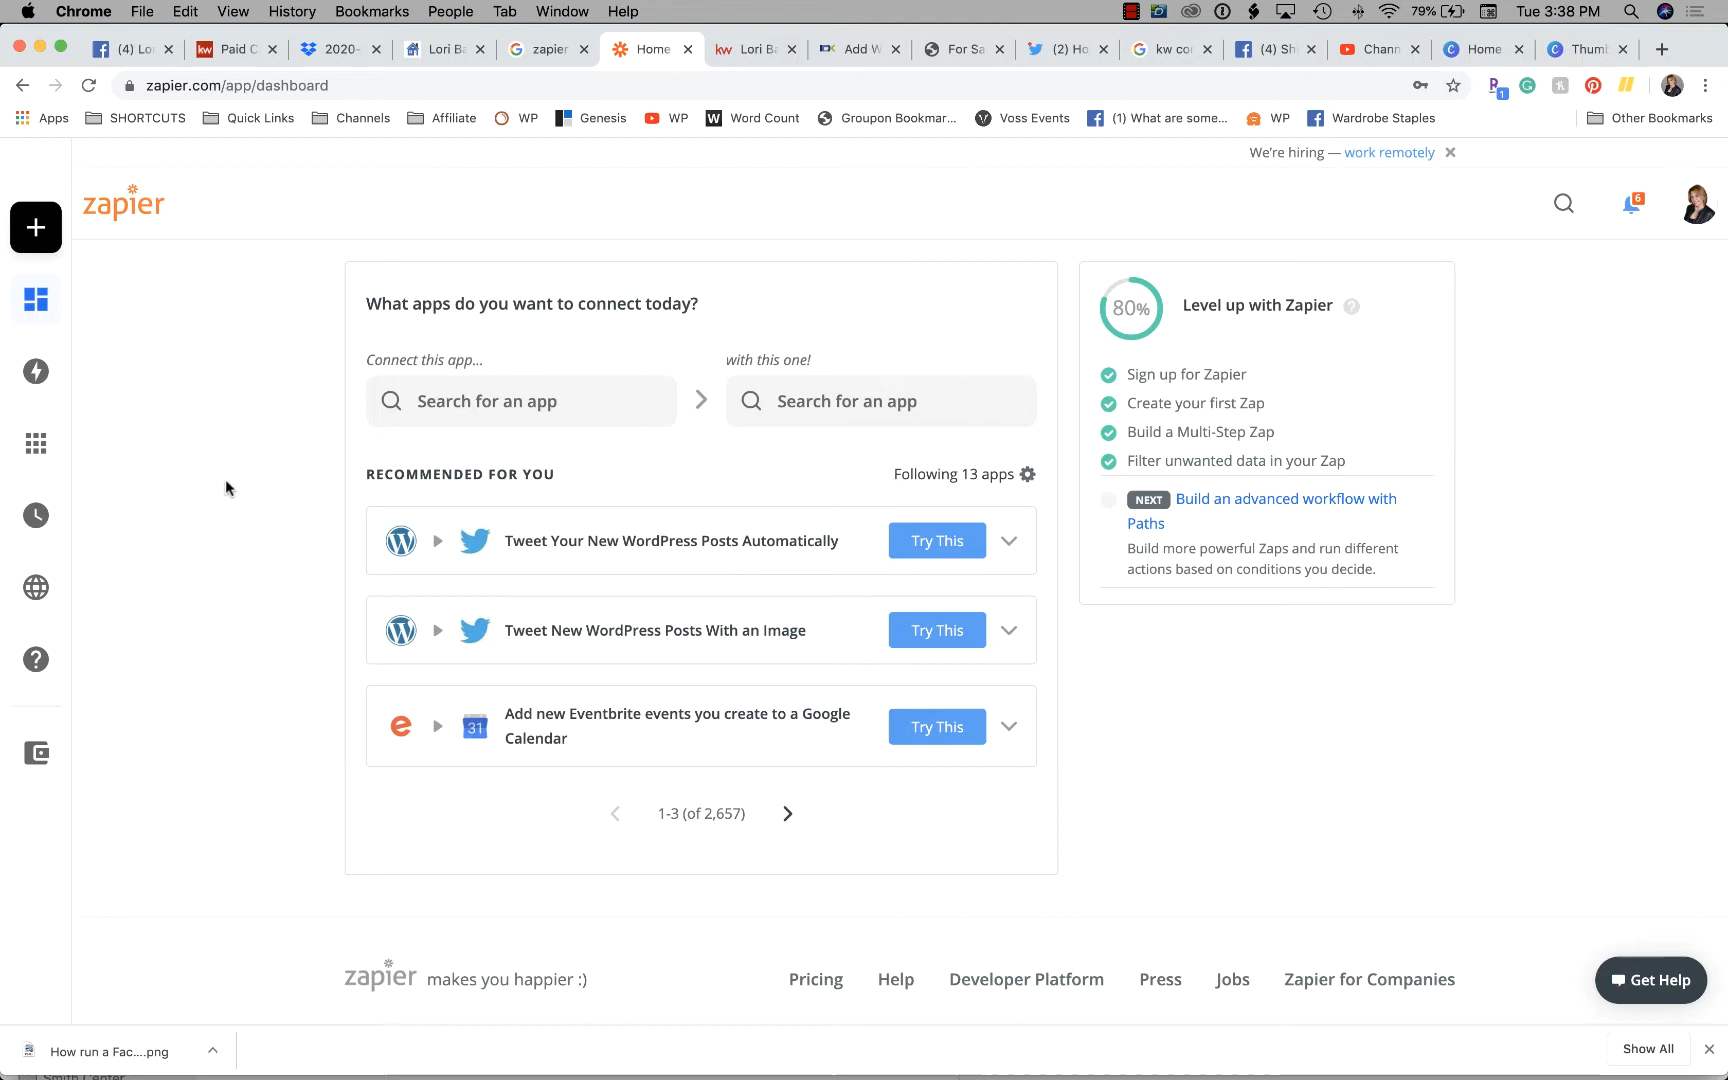 Chrome File Edit View History Bookmarks People Tab Window Help 79% Tue 3:38 PM
(4) Lo kw Paid C 2020- Lori Ba zapier Home kw Lori B Add W For Sa (2) Ho kw co (4) Sh Chann Home Thumb
zapier.com/app/dashboard 1
Apps SHORTCUTS Quick Links Channels Affiliate WP Genesis WP W Word Count Groupon Bookmar... Voss Events (1) What are some... WP Wardrobe Staples Other Bookmarks
We're hiring — work remotely
zapier
6
What apps do you want to connect today?
Connect this app... with this one!
Search for an app Search for an app
RECOMMENDED FOR YOU Following 13 apps
Tweet Your New WordPress Posts Automatically Try This
Tweet New WordPress Posts With an Image Try This
31 Add new Eventbrite events you create to a Google
Calendar Try This
1-3 (of 2,657)
80% Level up with Zapier ?
Sign up for Zapier
Create your first Zap
Build a Multi-Step Zap
Filter unwanted data in your Zap
NEXT Build an advanced workflow with
Paths
Build more powerful Zaps and run different
actions based on conditions you decide.
zapier makes you happier :) Pricing Help Developer Platform Press Jobs Zapier for Companies
Get Help
How run a Fac....png Show All
Smith Center